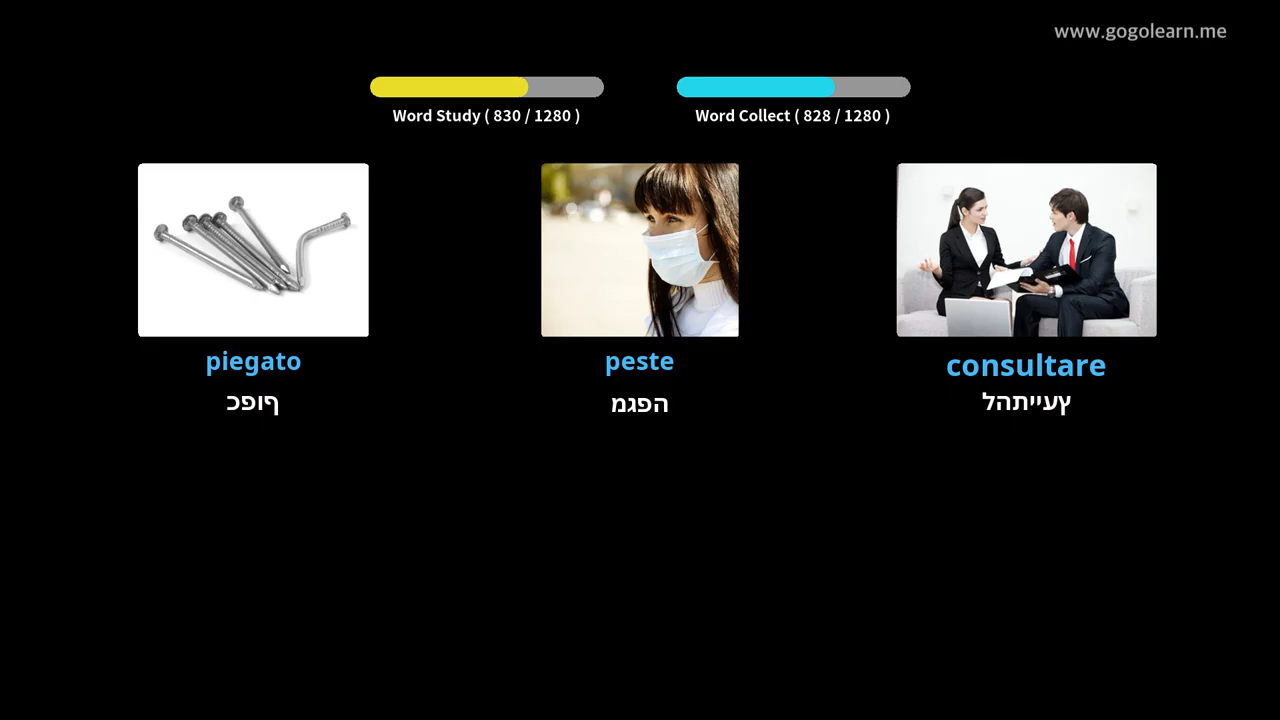 www.gogolearn.me
Word Study ( 830 / 1280 )
Word Collect ( 828 / 1280 )
piegato
ףופכ
peste
הפגמ
consultare
ץעייתהל